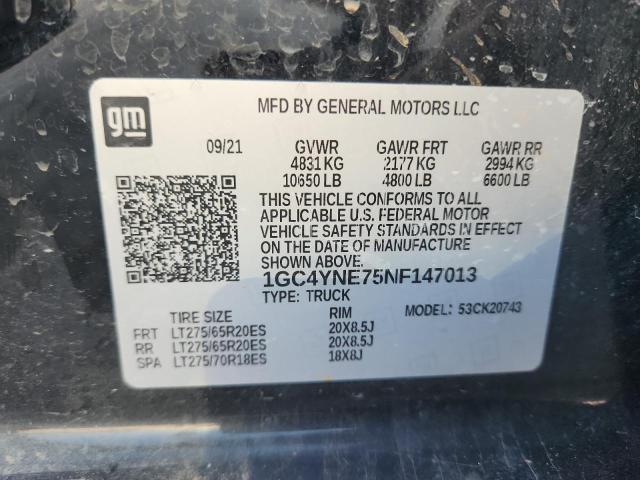 gm
MFD BY GENERAL MOTORS LLC
09/21 GVWR GAWR FRT GAWR RR
4831 KG 2177 KG 2994 KG
10650 LB 4800 LB 6600 LB
THIS VEHICLE CONFORMS TO ALL
APPLICABLE U.S. FEDERAL MOTOR
VEHICLE SAFETY STANDARDS IN EFFECT
ON THE DATE OF MANUFACTURE
SHOWN ABOVE.
1GC4YNE75NF147013
TYPE: TRUCK MODEL: 53CK20743
TIRE SIZE RIM
FRT LT275/65R20ES 20X8.5J
RR LT275/65R20ES 20X8.5J
SPA LT275/70R18ES 18X8J